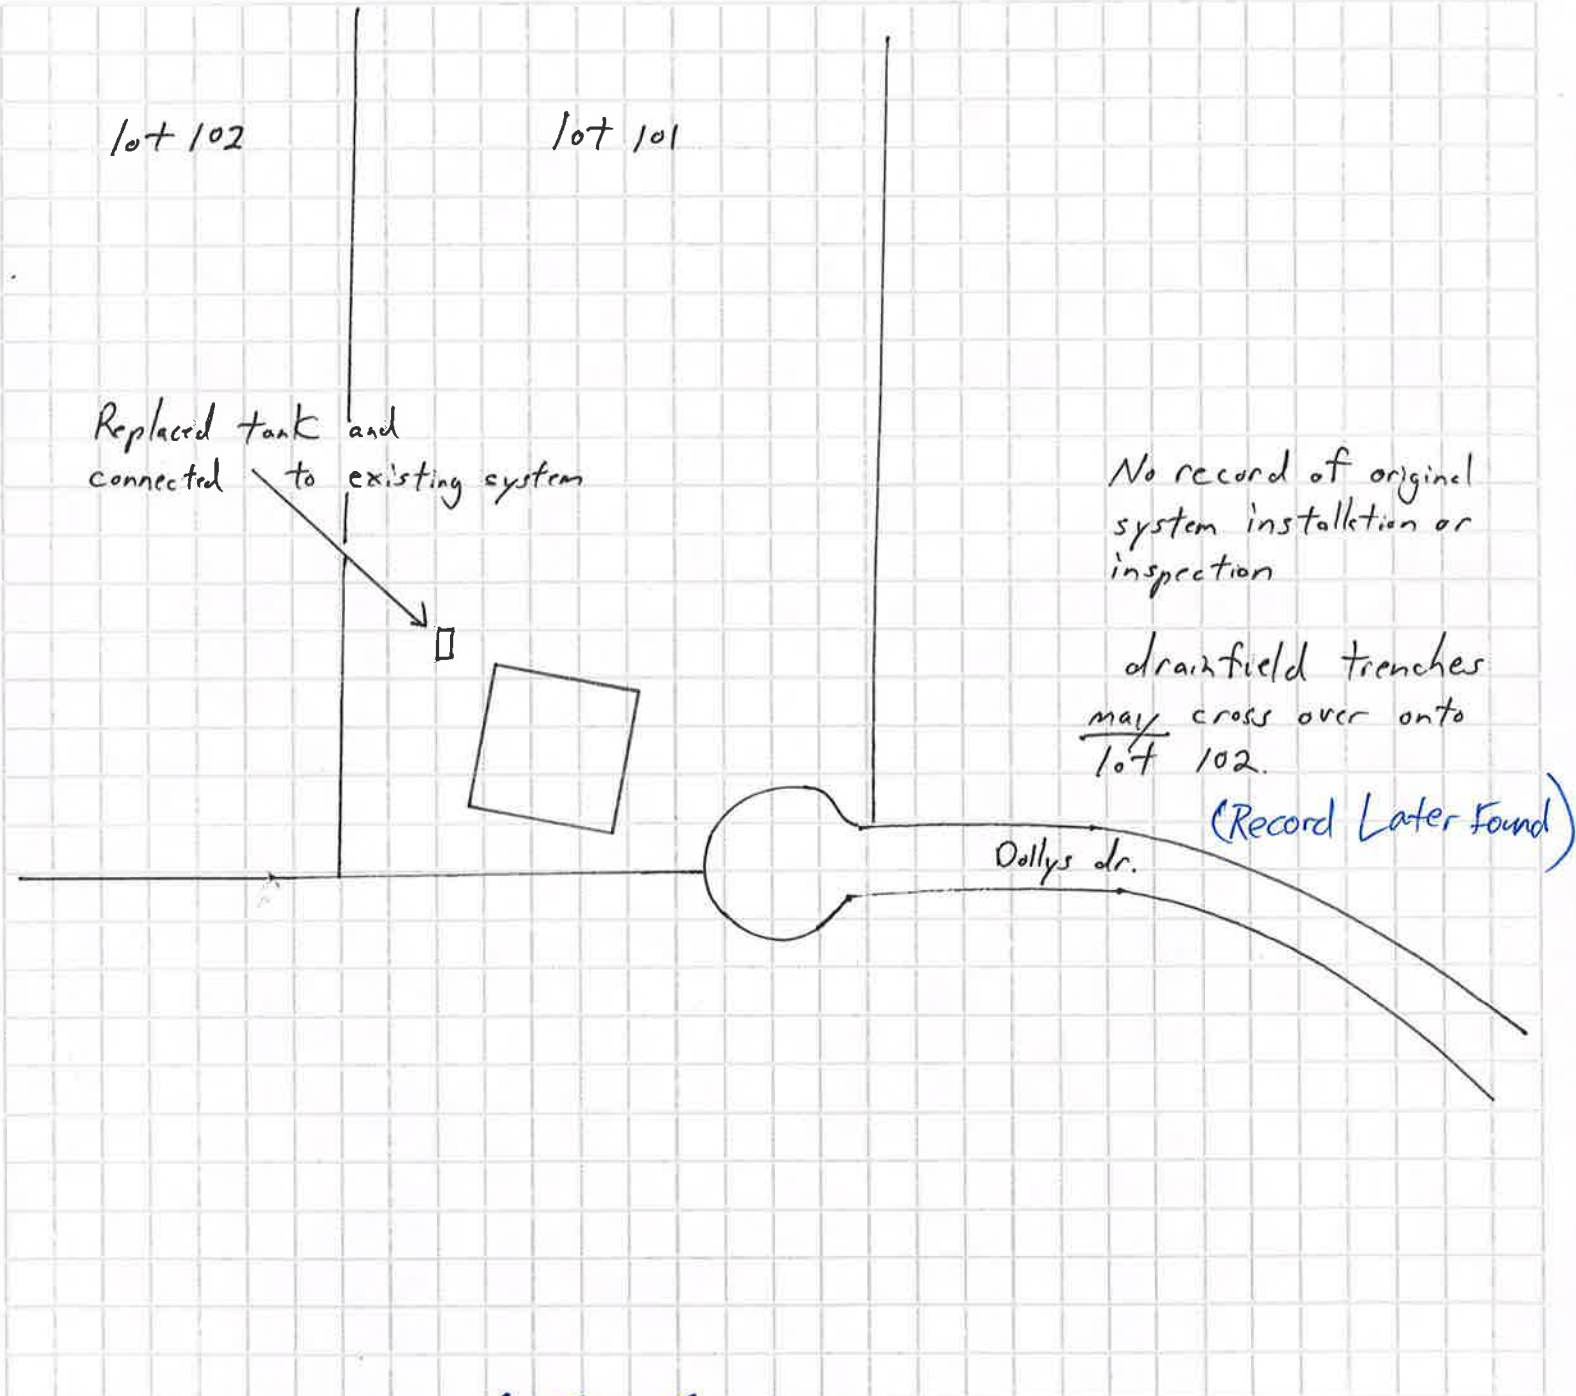 lot 102
lot 101
Replaced tank and
connected to existing system
No record of original
system installation or
inspection
drainfield trenches
may cross over onto
lot 102.
(Record Later Found)
Dollys dr.